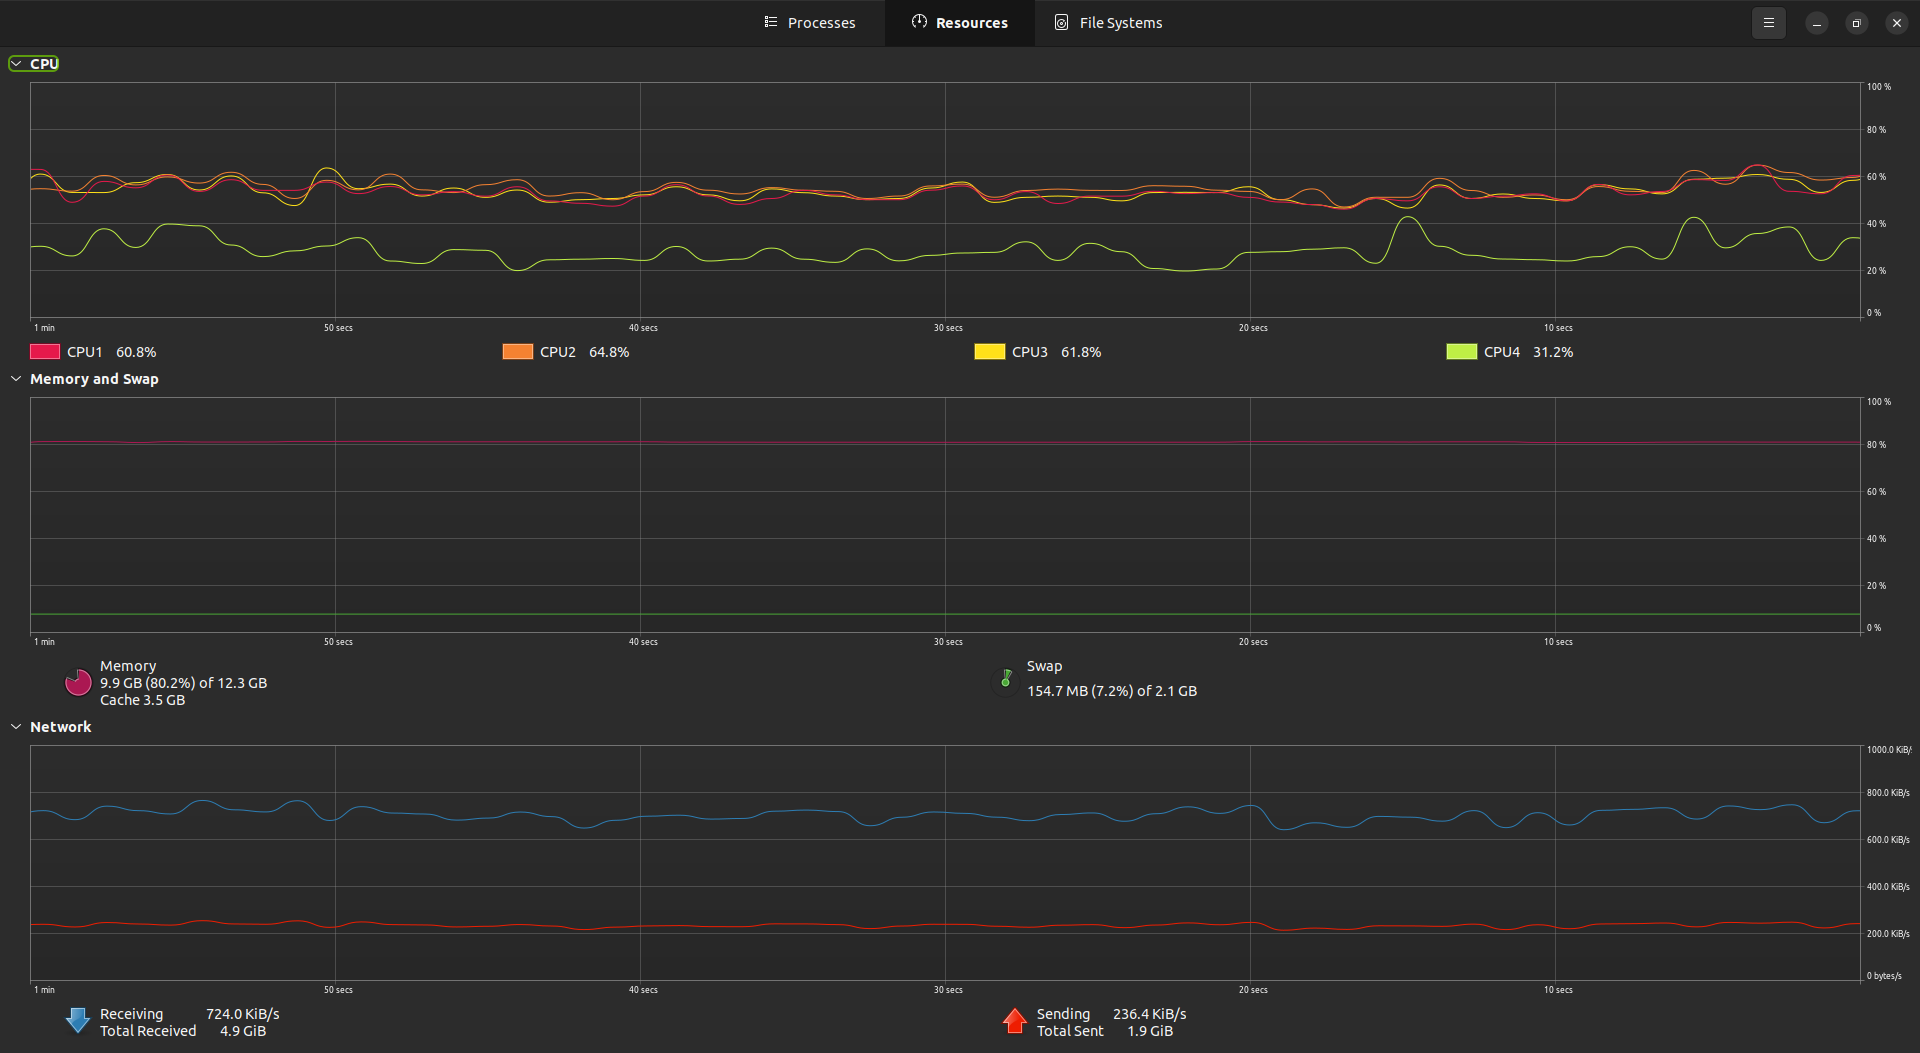 Processes Resources File Systems
CPU
100 %
80 %
60 %
40 %
20 %
0 %
1 min 50 secs 40 secs 30 secs 20 secs 10 secs
CPU1 60.8% CPU2 64.8% CPU3 61.8% CPU4 31.2%
Memory and Swap
100 %
80 %
60 %
40 %
20 %
0 %
1 min 50 secs 40 secs 30 secs 20 secs 10 secs
Memory
9.9 GB (80.2%) of 12.3 GB
Cache 3.5 GB
Swap
154.7 MB (7.2%) of 2.1 GB
Network
1000.0 KiB/
800.0 KiB/s
600.0 KiB/s
400.0 KiB/s
200.0 KiB/s
0 bytes/s
1 min 50 secs 40 secs 30 secs 20 secs 10 secs
Receiving 724.0 KiB/s
Total Received 4.9 GiB
Sending 236.4 KiB/s
Total Sent 1.9 GiB